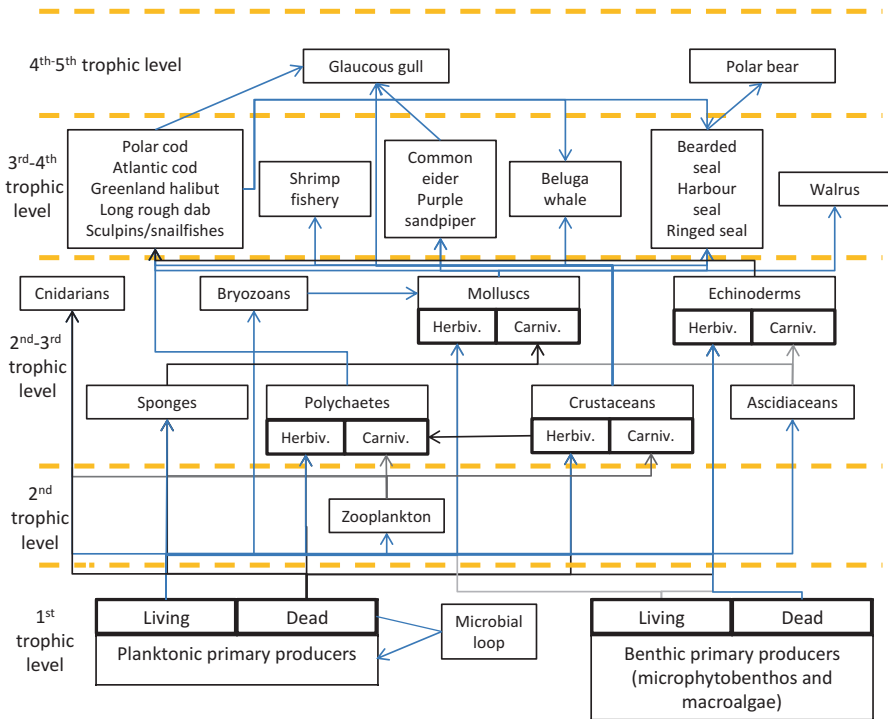 4th-5th trophic level
Glaucous gull
Polar bear
3rd-4th
trophic
level
Polar cod
Atlantic cod
Greenland halibut
Long rough dab
Sculpins/snailfishes
Shrimp
fishery
Common
eider
Purple
sandpiper
Beluga
whale
Bearded
seal
Harbour
seal
Ringed seal
Walrus
2nd-3rd
trophic
level
Cnidarians
Bryozoans
Molluscs
Herbiv.
Carniv.
Echinoderms
Herbiv.
Carniv.
Sponges
Polychaetes
Herbiv.
Carniv.
Crustaceans
Herbiv.
Carniv.
Ascidiaceans
2nd
trophic
level
Zooplankton
1st
trophic
level
Living
Dead
Planktonic primary producers
Microbial
loop
Living
Dead
Benthic primary producers
(microphytobenthos and
macroalgae)